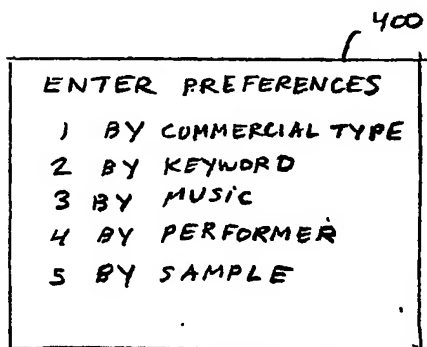 400
ENTER PREFERENCES
1 BY COMMERCIAL TYPE
2 BY KEYWORD
3 BY MUSIC
4 BY PERFORMER
5 BY SAMPLE